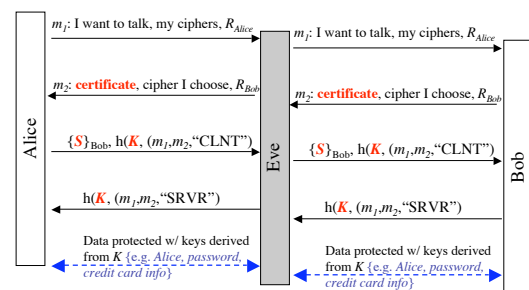 m1: I want to talk, my ciphers, RAlice
m1: I want to talk, my ciphers, RAlice
m2: certificate, cipher I choose, RBob
m2: certificate, cipher I choose, RBob
Alice
Eve
Bob
{S}Bob, h(K, (m1,m2,“CLNT”)
{S}Bob, h(K, (m1,m2,“CLNT”)
h(K, (m1,m2,“SRVR”)
h(K, (m1,m2,“SRVR”)
Data protected w/ keys derived
from K {e.g. Alice, password,
credit card info}
Data protected w/ keys derived
from K {e.g. Alice, password,
credit card info}